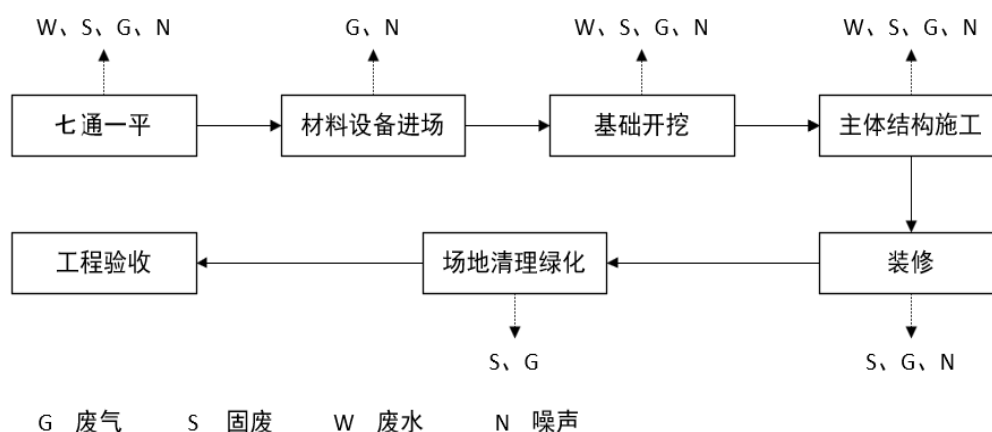 W、S、G、N
G、N
W、S、G、N
W、S、G、N
七通一平
材料设备进场
基础开挖
主体结构施工
工程验收
场地清理绿化
装修
S、G
S、G、N
G 废气 S 固废 W 废水 N 噪声